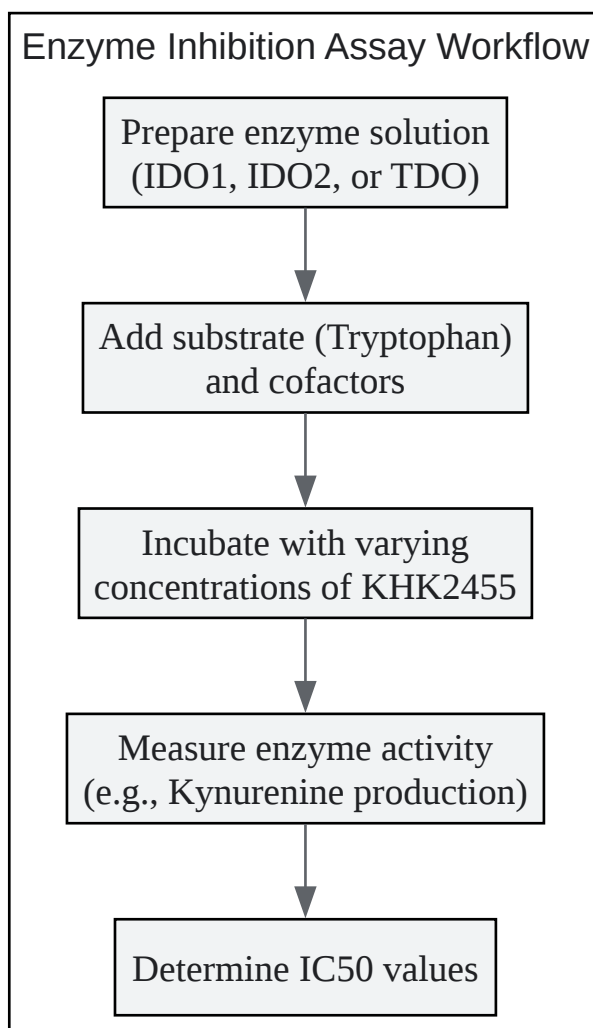 Enzyme Inhibition Assay Workflow
Prepare enzyme solution
(IDO1, IDO2, or TDO)
Add substrate (Tryptophan)
and cofactors
Incubate with varying
concentrations of KHK2455
Measure enzyme activity
(e.g., Kynurenine production)
Determine IC50 values